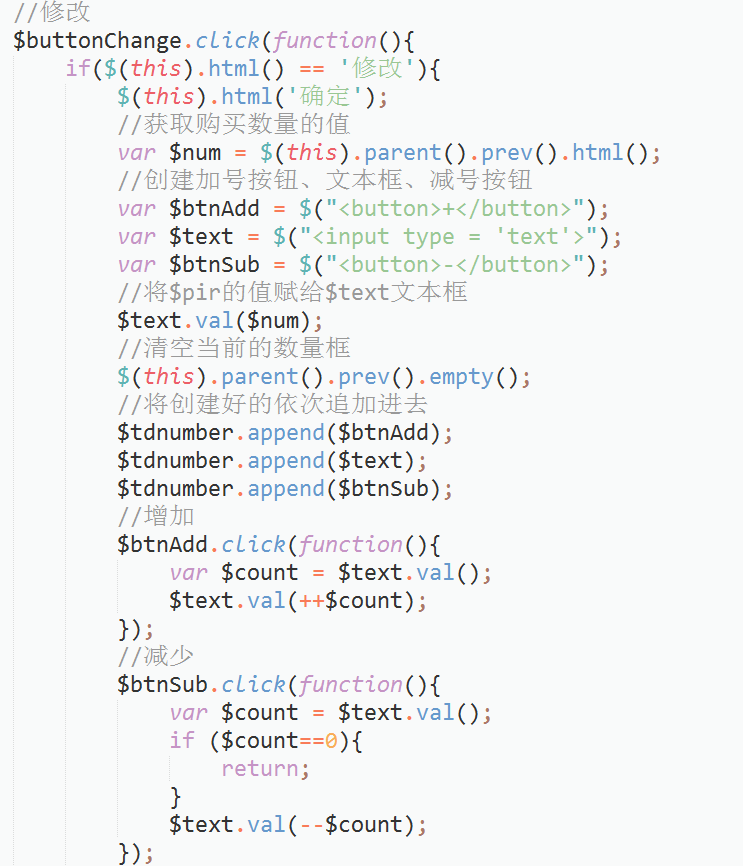 //修改
$buttonChange.click(function(){
    if($(this).html() == '修改'){
        $(this).html('确定');
        //获取购买数量的值
        var $num = $(this).parent().prev().html();
        //创建加号按钮、文本框、减号按钮
        var $btnAdd = $("<button>+</button>");
        var $text = $("<input type = 'text'>");
        var $btnSub = $("<button>-</button>");
        //将$pir的值赋给$text文本框
        $text.val($num);
        //清空当前的数量框
        $(this).parent().prev().empty();
        //将创建好的依次追加进去
        $tdnumber.append($btnAdd);
        $tdnumber.append($text);
        $tdnumber.append($btnSub);
        //增加
        $btnAdd.click(function(){
            var $count = $text.val();
            $text.val(++$count);
        });
        //减少
        $btnSub.click(function(){
            var $count = $text.val();
            if ($count==0){
                return;
            }
            $text.val(--$count);
        });